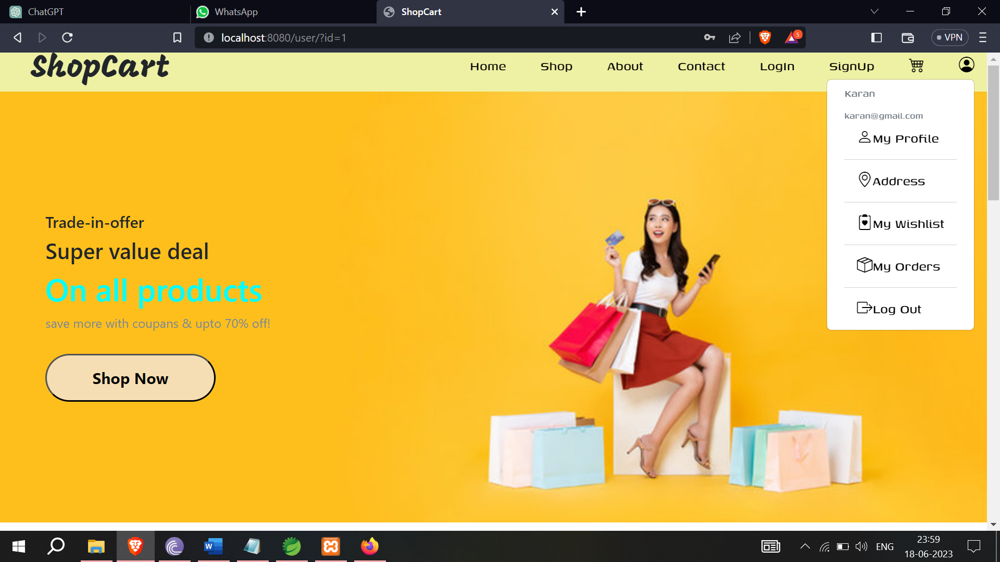 ChatGPT
WhatsApp
ShopCart
localhost:8080/user/?id=1
5
VPN
ShopCart
Home
Shop
About
Contact
LogIn
SignUp
Karan
karan@gmail.com
My Profile
Address
My Wishlist
My Orders
Log Out
Trade-in-offer
Super value deal
On all products
save more with coupans & upto 70% off!
Shop Now
W
ENG
23:59
18-06-2023